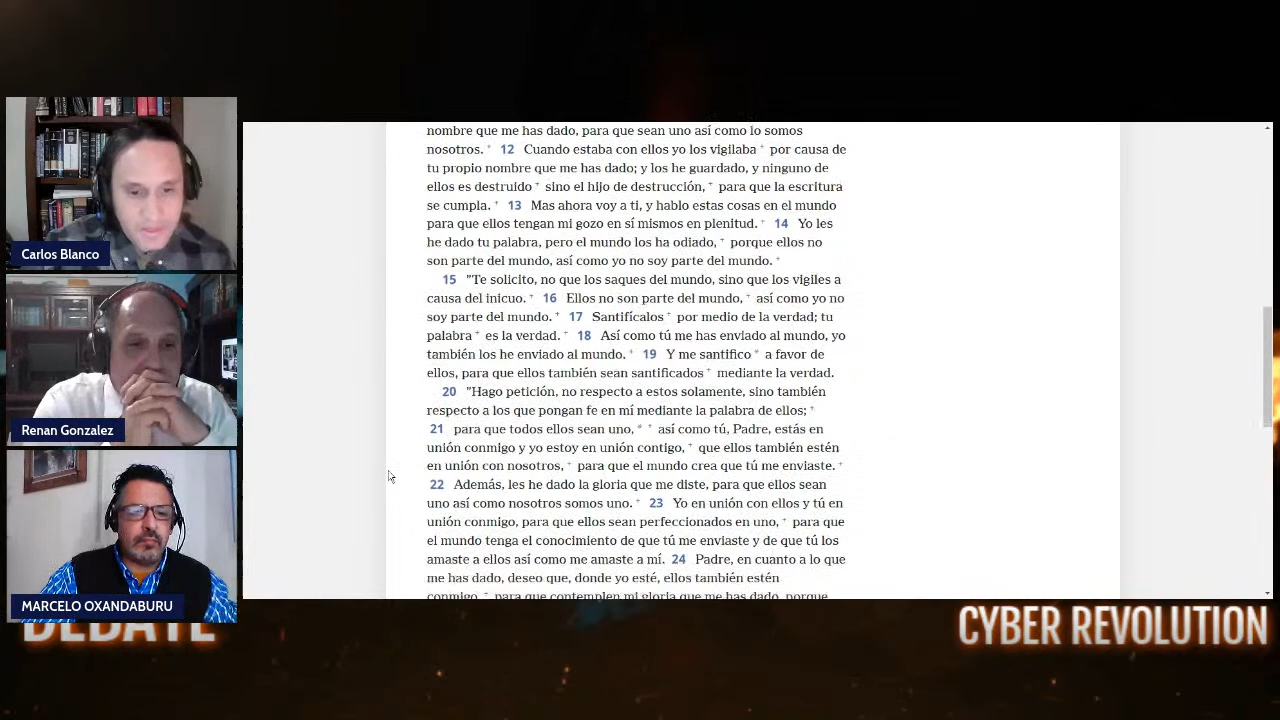 Carlos Blanco
Renan Gonzalez
MARCELO OXANDABURU
nombre que me has dado, para que sean uno así como lo somos
nosotros. + 12 Cuando estaba con ellos yo los vigilaba + por causa de
tu propio nombre que me has dado; y los he guardado, y ninguno de
ellos es destruido + sino el hijo de destrucción, + para que la escritura
se cumpla. + 13 Mas ahora voy a ti, y hablo estas cosas en el mundo
para que ellos tengan mi gozo en sí mismos en plenitud. + 14 Yo les
he dado tu palabra, pero el mundo los ha odiado, + porque ellos no
son parte del mundo, así como yo no soy parte del mundo. +
15 "Te solicito, no que los saques del mundo, sino que los vigiles a
causa del inicuo. + 16 Ellos no son parte del mundo, + así como yo no
soy parte del mundo. + 17 Santifícalos + por medio de la verdad; tu
palabra + es la verdad. + 18 Así como tú me has enviado al mundo, yo
también los he enviado al mundo. + 19 Y me santifico * a favor de
ellos, para que ellos también sean santificados + mediante la verdad.
20 "Hago petición, no respecto a estos solamente, sino también
respecto a los que pongan fe en mí mediante la palabra de ellos; +
21 para que todos ellos sean uno, * + así como tú, Padre, estás en
unión conmigo y yo estoy en unión contigo, + que ellos también estén
en unión con nosotros, + para que el mundo crea que tú me enviaste. +
22 Además, les he dado la gloria que me diste, para que ellos sean
uno así como nosotros somos uno. + 23 Yo en unión con ellos y tú en
unión conmigo, para que ellos sean perfeccionados en uno, + para que
el mundo tenga el conocimiento de que tú me enviaste y de que tú los
amaste a ellos así como me amaste a mí. 24 Padre, en cuanto a lo que
me has dado, deseo que, donde yo esté, ellos también estén
conmigo, + para que contemplen mi gloria que me has dado, porque
DEBATE
CYBER REVOLUTION